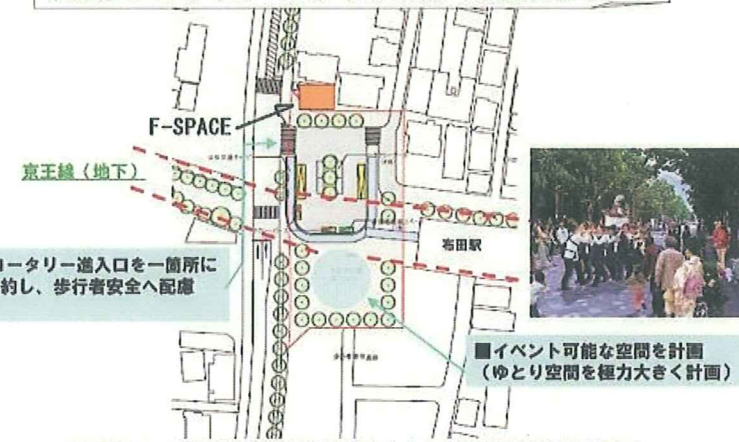 F-SPACE
京王線（地下）
布田駅
ロータリー進入口を一箇所に
約し、歩行者安全へ配慮
■イベント可能な空間を計画
（ゆとり空間を極力大きく計画）